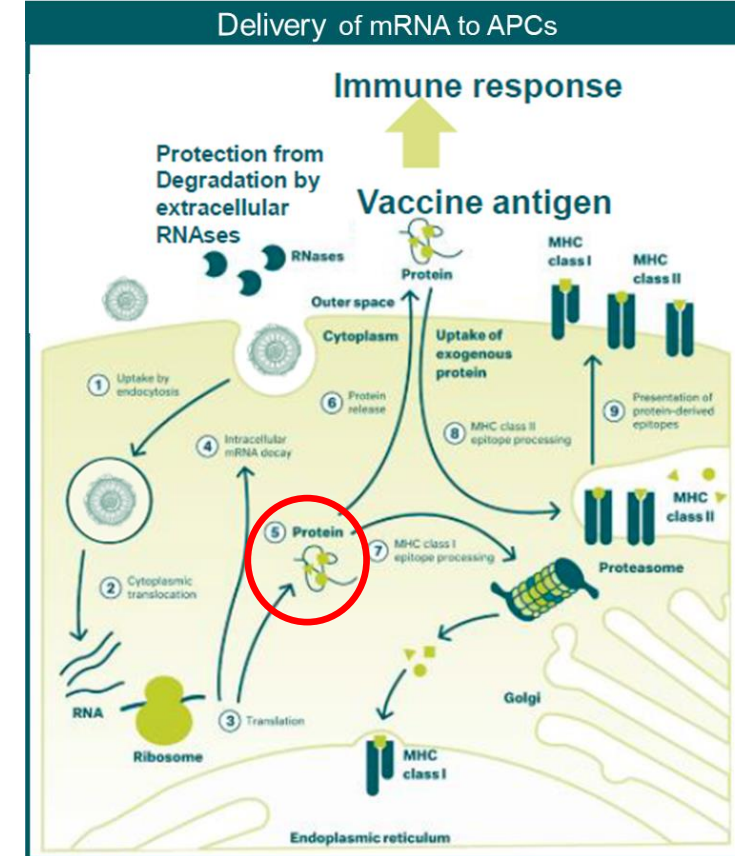 Delivery of mRNA to APCs
Immune response
Protection from
Degradation by
extracellular
RNAses
Vaccine antigen
RNases
Protein
MHC
class I
MHC
class II
Outer space
Cytoplasm
Uptake of
exogenous
protein
1 Uptake by
endocytosis
6 Protein
release
4 Intracellular
mRNA decay
8 MHC class II
epitope processing
9 Presentation of
protein-derived
epitopes
MHC
class II
5 Protein
7 MHC class I
epitope processing
Proteasome
2 Cytoplasmic
translocation
RNA
Ribosome
3 Translation
Golgi
MHC
class I
Endoplasmic reticulum